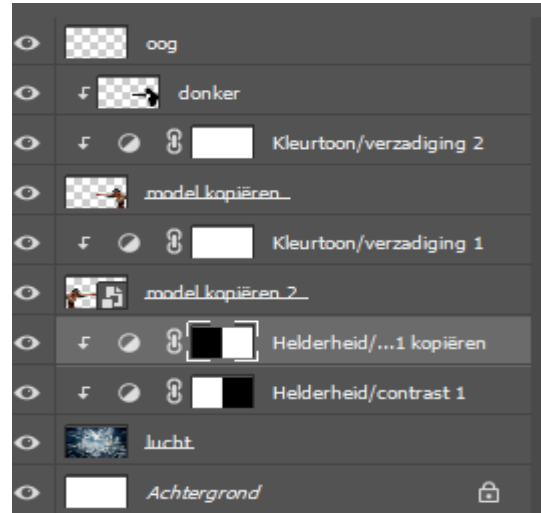 oog
donker
Kleurtoon/verzadiging 2
model kopiëren
Kleurtoon/verzadiging 1
model kopiëren 2
Helderheid/...1 kopiëren
Helderheid/contrast 1
lucht
Achtergrond